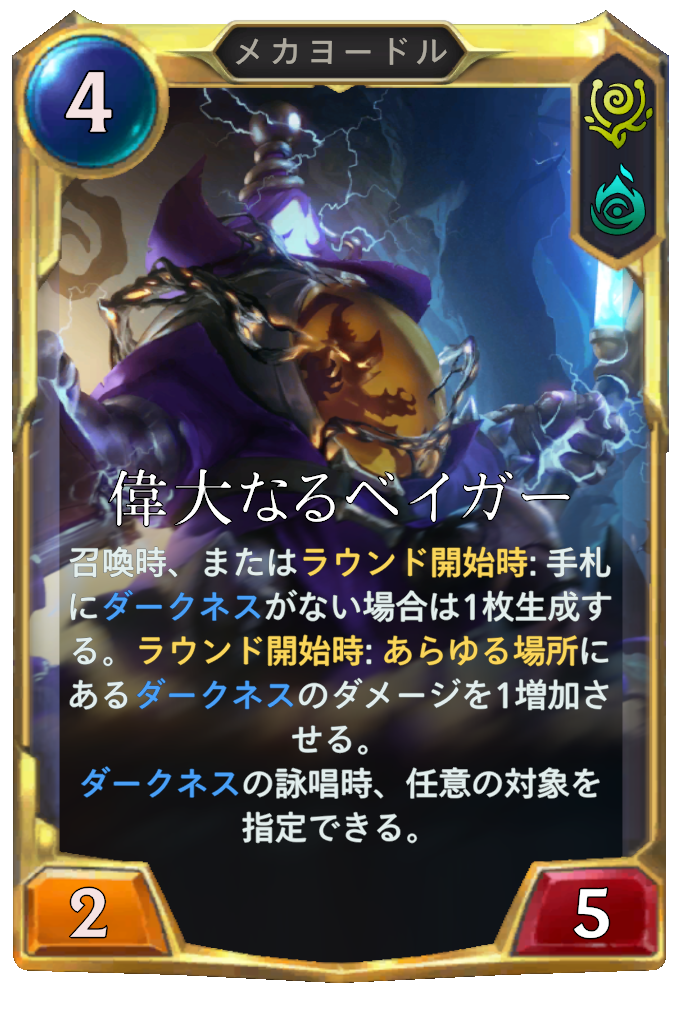 メカヨードル
4
偉大なるベイガー
召喚時、またはラウンド開始時: 手札
にダークネスがない場合は1枚生成す
る。ラウンド開始時: あらゆる場所に
あるダークネスのダメージを1増加さ
せる。
ダークネスの詠唱時、任意の対象を
指定できる。
2
5